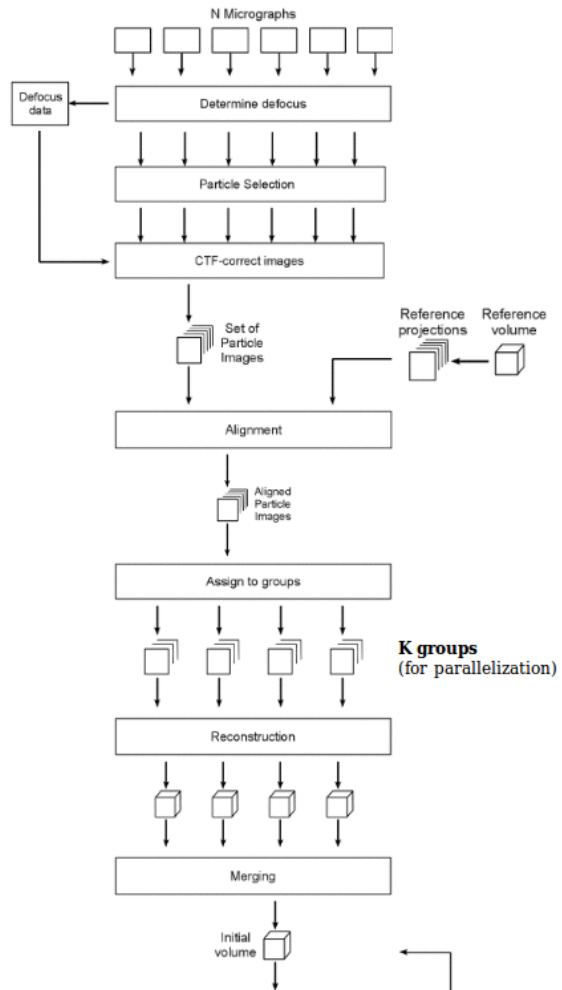 N Micrographs
Defocus
data
Determine defocus
Particle Selection
CTF-correct images
Set of
Particle
Images
Reference
projections
Reference
volume
Alignment
Aligned
Particle
Images
Assign to groups
K groups
(for parallelization)
Reconstruction
Merging
Initial
volume